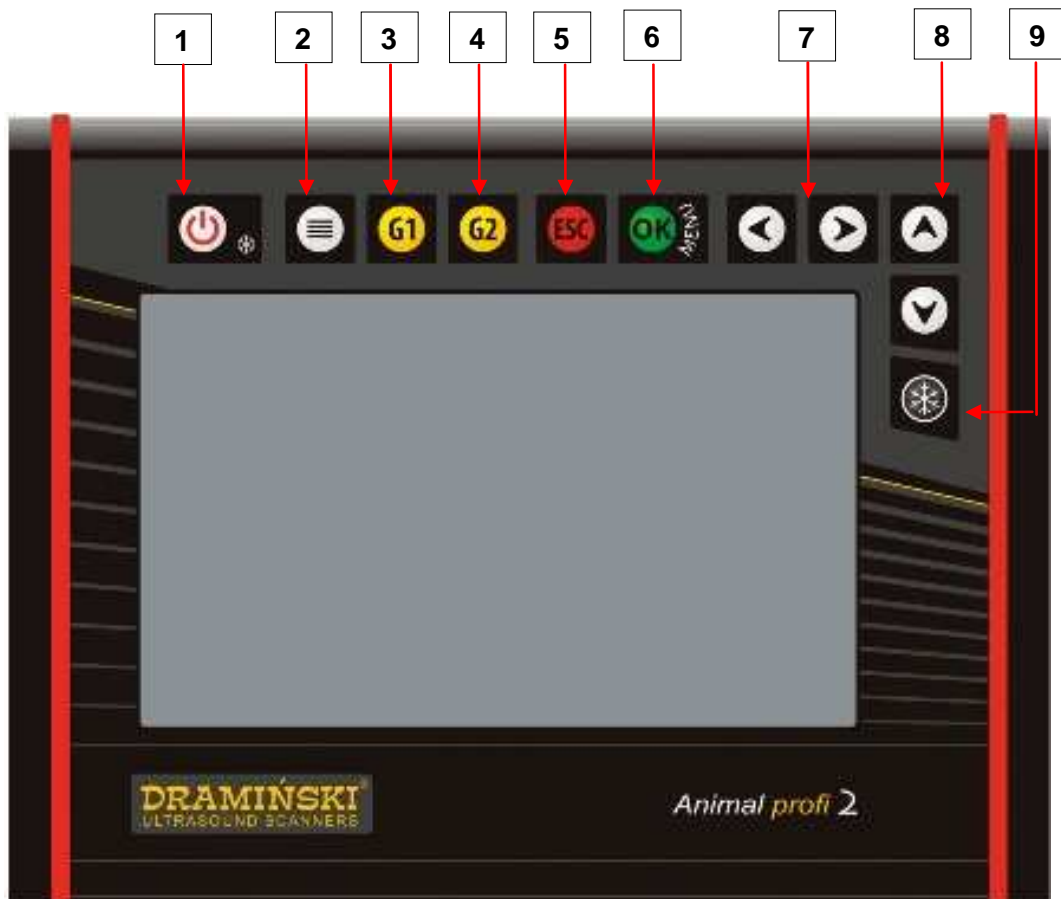 1 2 3 4 5 6 7 8 9
G1 G2 ESC OK MENU
DRAMIŃSKI®
ULTRASOUND SCANNERS
Animal profi 2